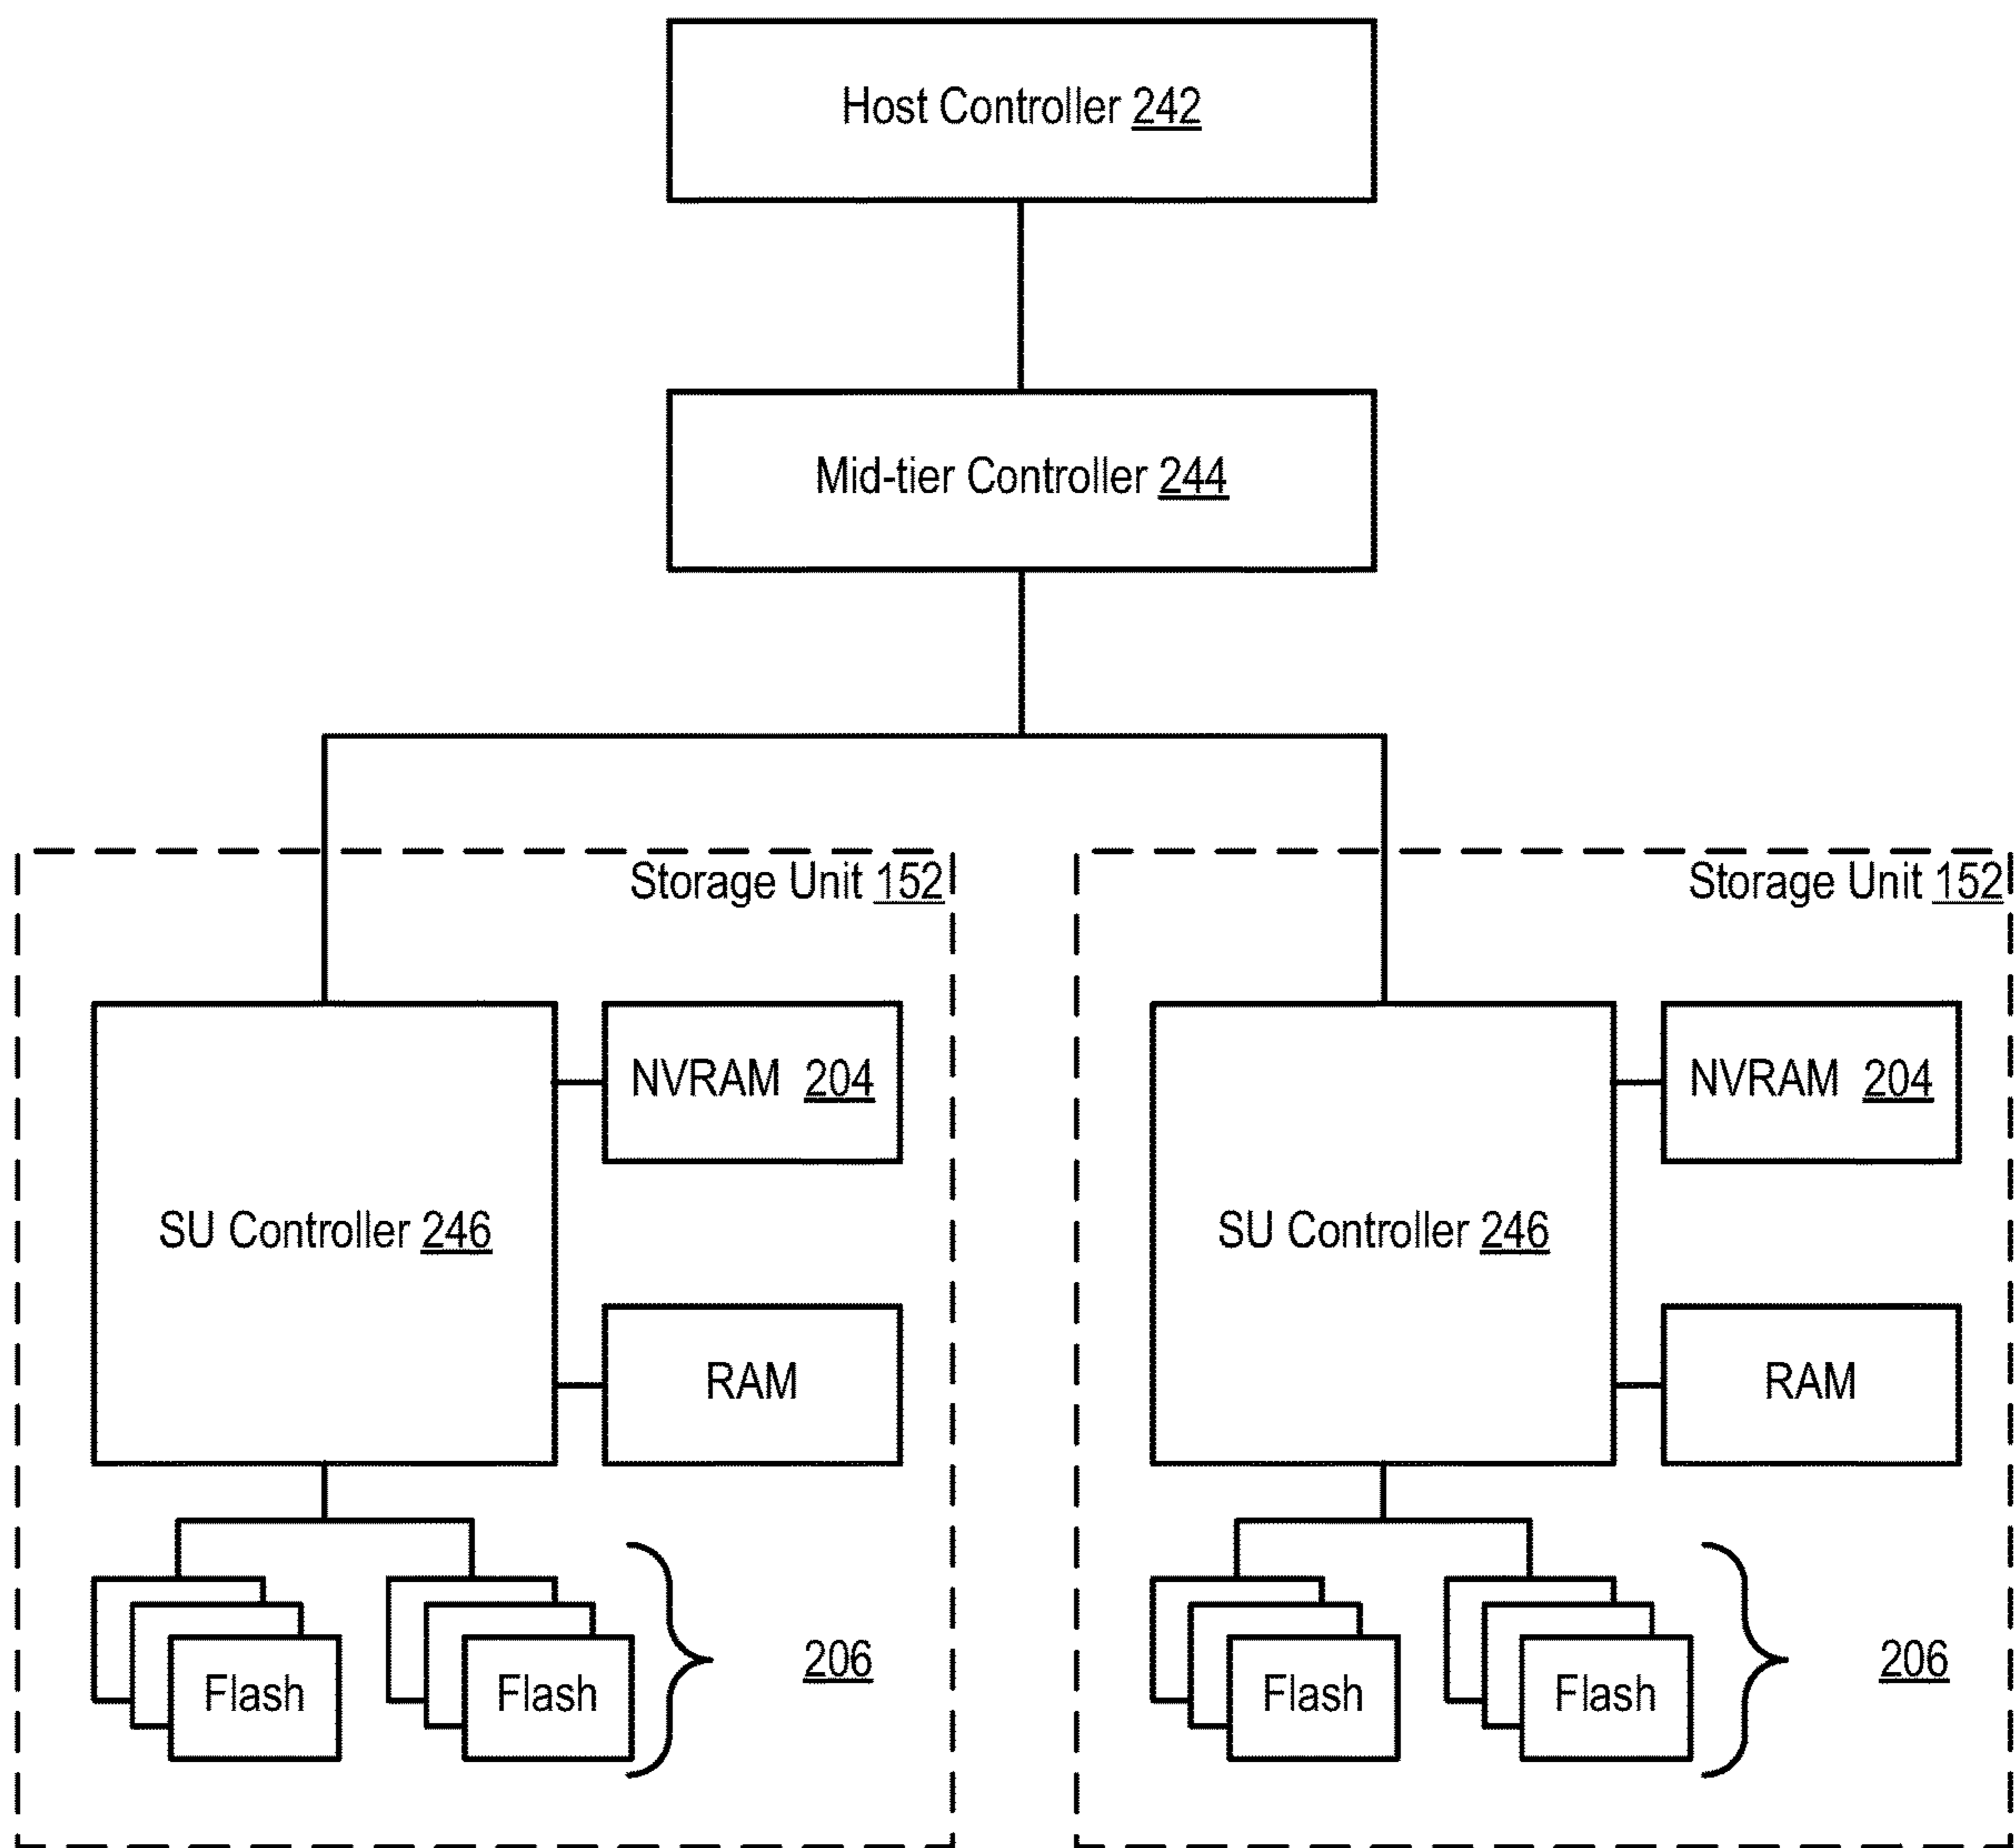 Host Controller 242
Mid-tier Controller 244
Storage Unit 152
SU Controller 246
NVRAM 204
RAM
Flash
Flash
206
Storage Unit 152
SU Controller 246
NVRAM 204
RAM
Flash
Flash
206